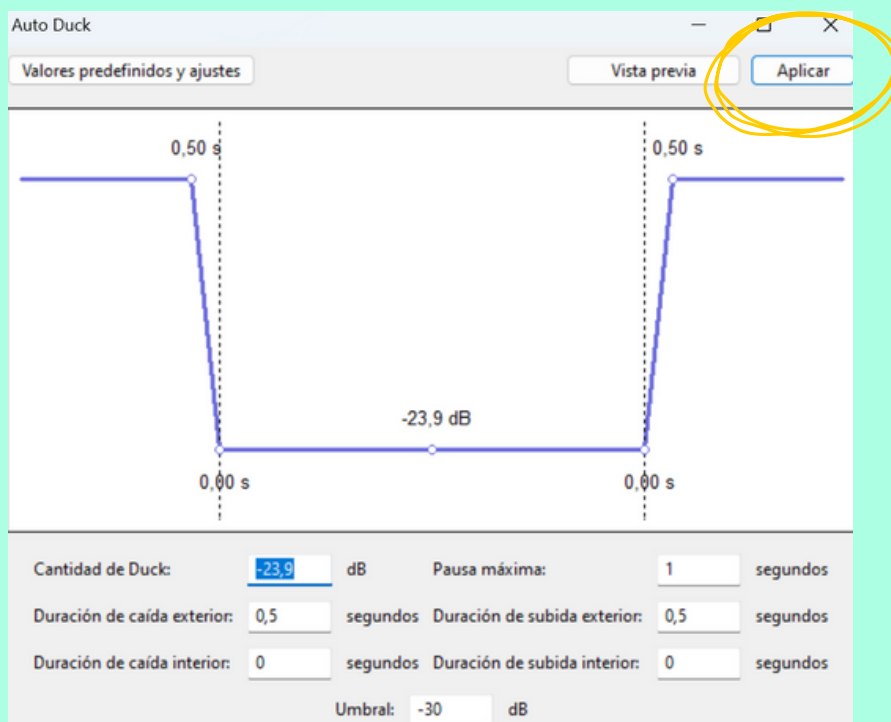 Auto Duck
Valores predefinidos y ajustes Vista previa Aplicar
0,50 s 0,50 s
-23,9 dB
0,00 s 0,00 s
Cantidad de Duck: -23,9 dB Pausa máxima: 1 segundos
Duración de caída exterior: 0,5 segundos Duración de subida exterior: 0,5 segundos
Duración de caída interior: 0 segundos Duración de subida interior: 0 segundos
Umbral: -30 dB